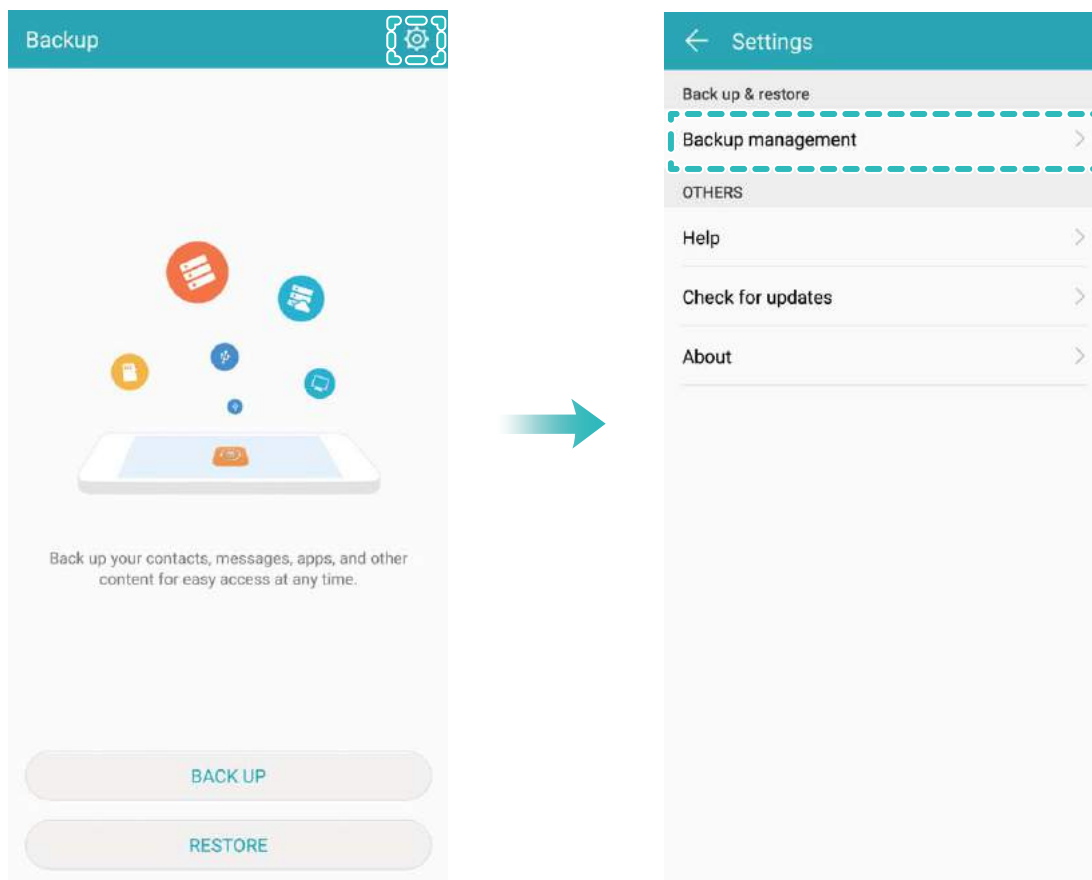 Backup
Back up your contacts, messages, apps, and other
content for easy access at any time.
BACK UP
RESTORE
Settings
Back up & restore
Backup management
OTHERS
Help
Check for updates
About